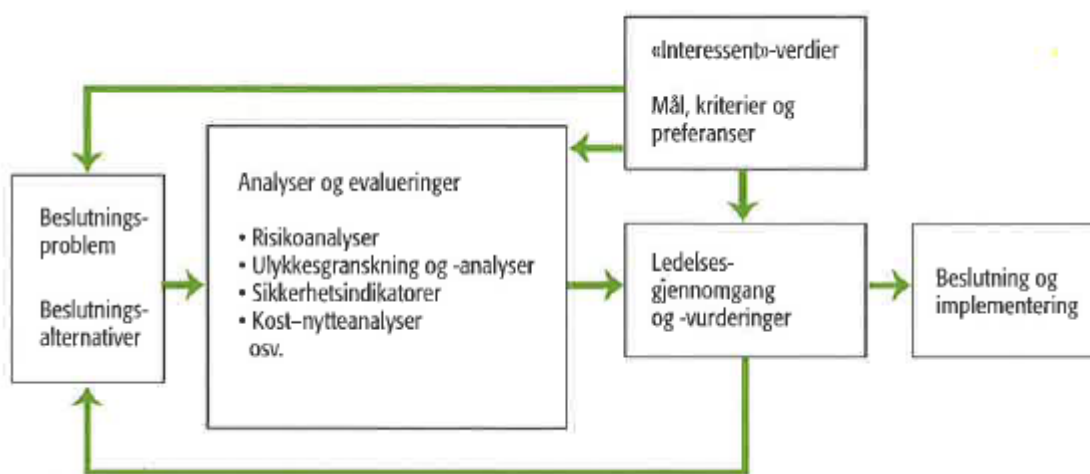 «Interessent»-verdier
Mål, kriterier og
preferanser
Analyser og evalueringer
• Risikoanalyser
• Ulykkesgranskning og -analyser
• Sikkerhetsindikatorer
• Kost–nytteanalyser
osv.
Beslutnings-
problem
Beslutnings-
alternativer
Ledelses-
gjennomgang
og -vurderinger
Beslutning og
implementering